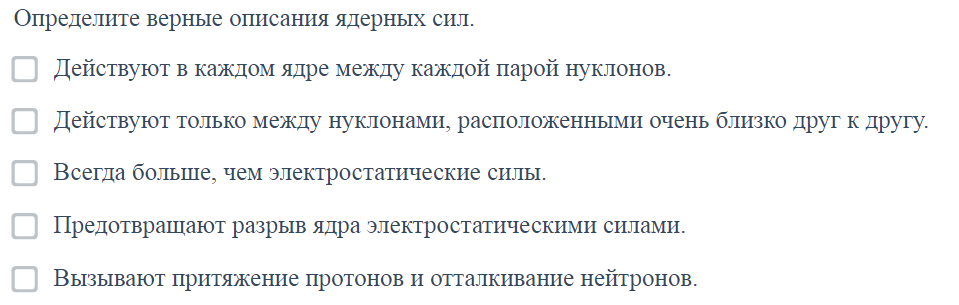 Определите верные описания ядерных сил.
Действуют в каждом ядре между каждой парой нуклонов.
Действуют только между нуклонами, расположенными очень близко друг к другу.
Всегда больше, чем электростатические силы.
Предотвращают разрыв ядра электростатическими силами.
Вызывают притяжение протонов и отталкивание нейтронов.